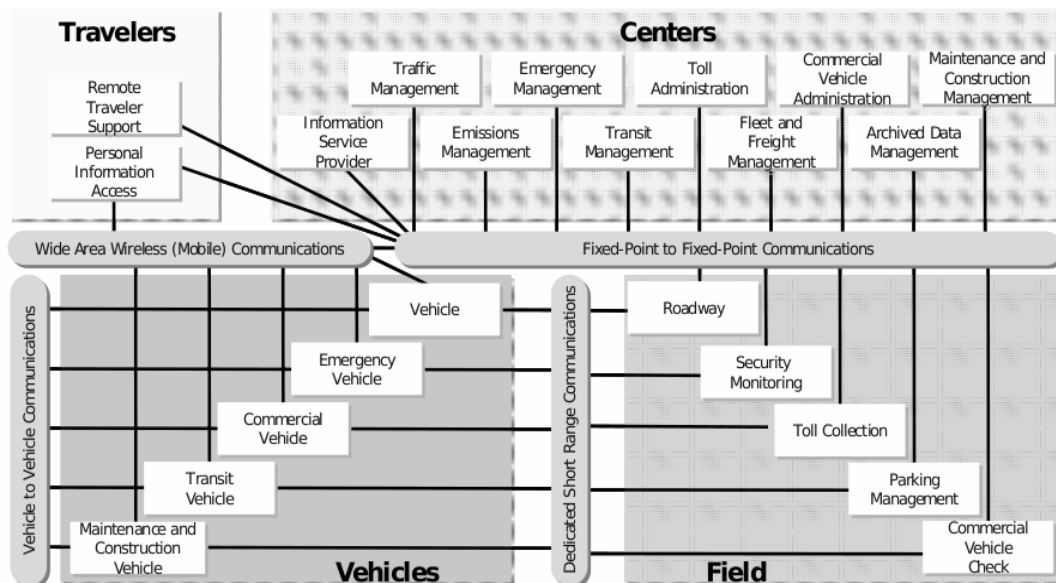 Travelers
Centers
Remote
Traveler
Support
Personal
Information
Access
Traffic
Management
Emergency
Management
Toll
Administration
Commercial
Vehicle
Administration
Maintenance and
Construction
Management
Information
Service
Provider
Emissions
Management
Transit
Management
Fleet and
Freight
Management
Archived Data
Management
Wide Area Wireless (Mobile) Communications
Fixed-Point to Fixed-Point Communications
Vehicle to Vehicle Communications
Vehicle
Emergency
Vehicle
Commercial
Vehicle
Transit
Vehicle
Maintenance and
Construction
Vehicle
Vehicles
Dedicated Short Range Communications
Roadway
Security
Monitoring
Toll Collection
Parking
Management
Commercial
Vehicle
Check
Field